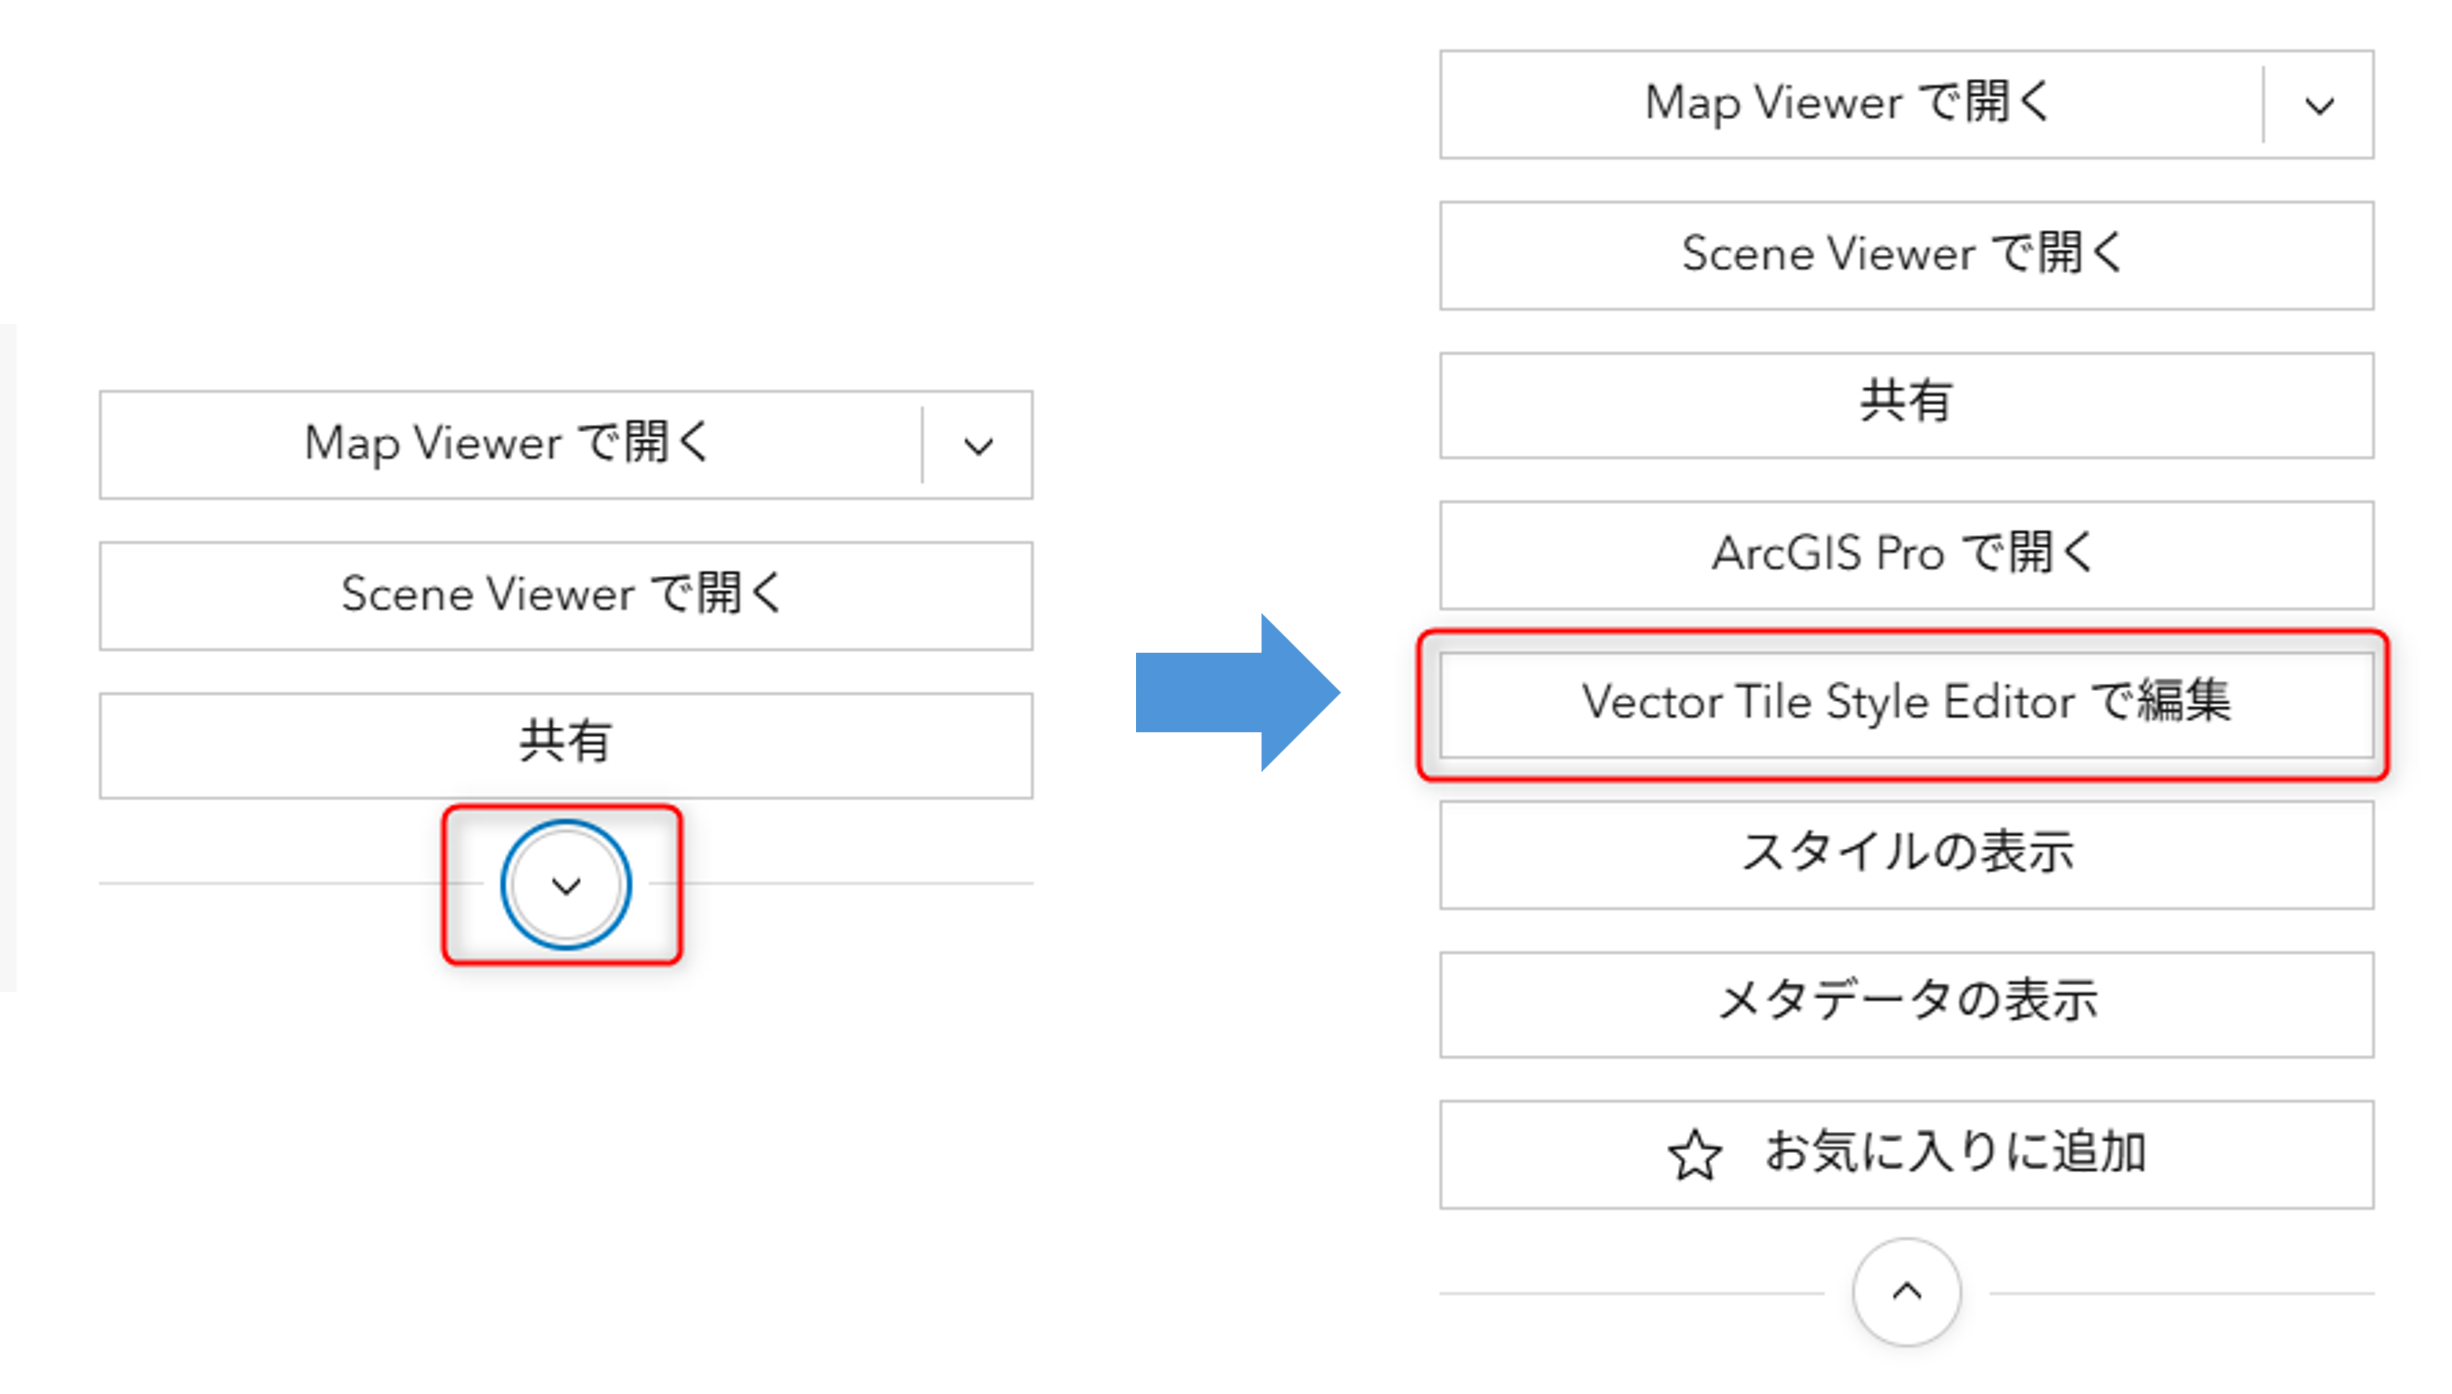 Map Viewer で開く
Scene Viewer で開く
共有
Map Viewer で開く
Scene Viewer で開く
共有
ArcGIS Pro で開く
Vector Tile Style Editor で編集
スタイルの表示
メタデータの表示
お気に入りに追加